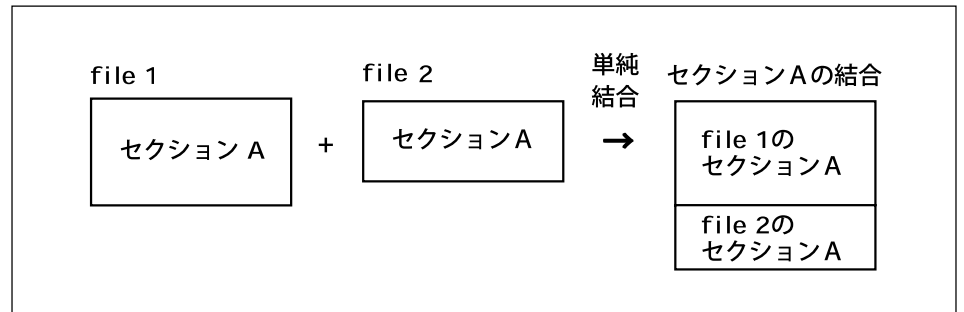 file 1
セクション A
+
file 2
セクションA
単純
結合
→
セクションAの結合
file 1の
セクションA
file 2の
セクションA